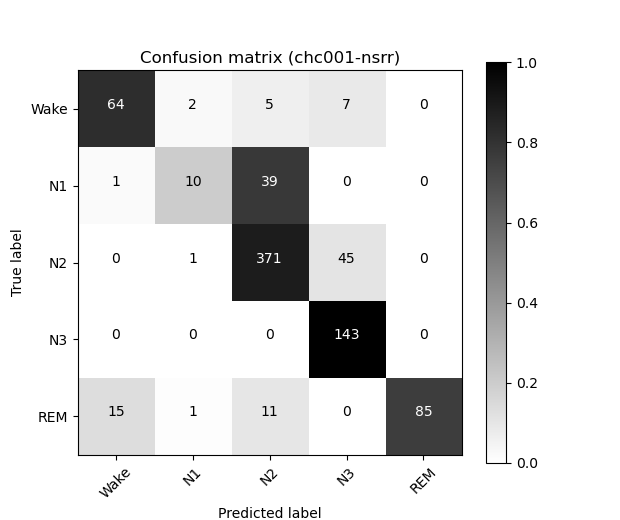 Confusion matrix (chc001-nsrr)
True label
Wake 64 2 5 7 0
N1 1 10 39 0 0
N2 0 1 371 45 0
N3 0 0 0 143 0
REM 15 1 11 0 85
Wake N1 N2 N3 REM
Predicted label
1.0
0.8
0.6
0.4
0.2
0.0